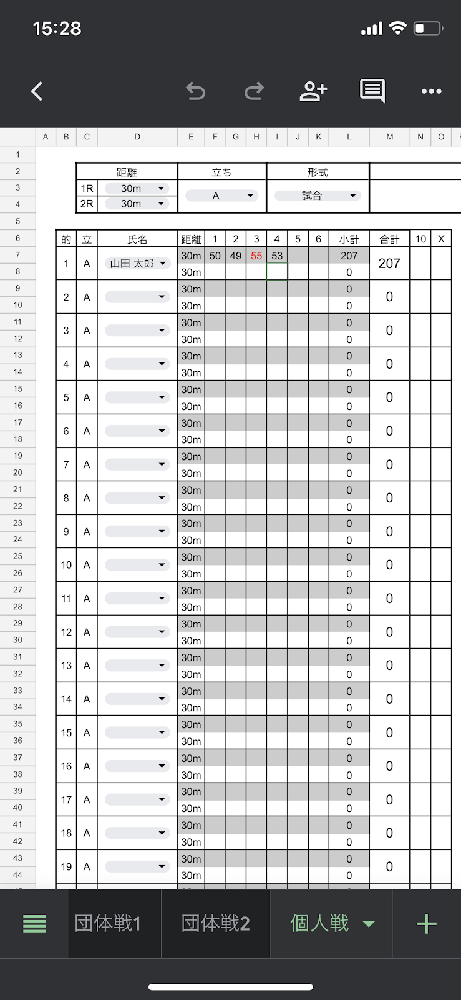 15:28
A B C D E F G H I J K L M N O
1
2 距離 立ち 形式
3 1R 30m A 試合
4 2R 30m
5
6 的 立 氏名 距離 1 2 3 4 5 6 小計 合計 10 X
7 1 A 山田 太郎 30m 50 49 55 53 207 207
8 30m 0
9 2 A 30m 0 0
10 30m 0
11 3 A 30m 0 0
12 30m 0
13 4 A 30m 0 0
14 30m 0
15 5 A 30m 0 0
16 30m 0
17 6 A 30m 0 0
18 30m 0
19 7 A 30m 0 0
20 30m 0
21 8 A 30m 0 0
22 30m 0
23 9 A 30m 0 0
24 30m 0
25 10 A 30m 0 0
26 30m 0
27 11 A 30m 0 0
28 30m 0
29 12 A 30m 0 0
30 30m 0
31 13 A 30m 0 0
32 30m 0
33 14 A 30m 0 0
34 30m 0
35 15 A 30m 0 0
36 30m 0
37 16 A 30m 0 0
38 30m 0
39 17 A 30m 0 0
40 30m 0
41 18 A 30m 0 0
42 30m 0
43 19 A 30m 0 0
44 30m 0
団体戦1 団体戦2 個人戦